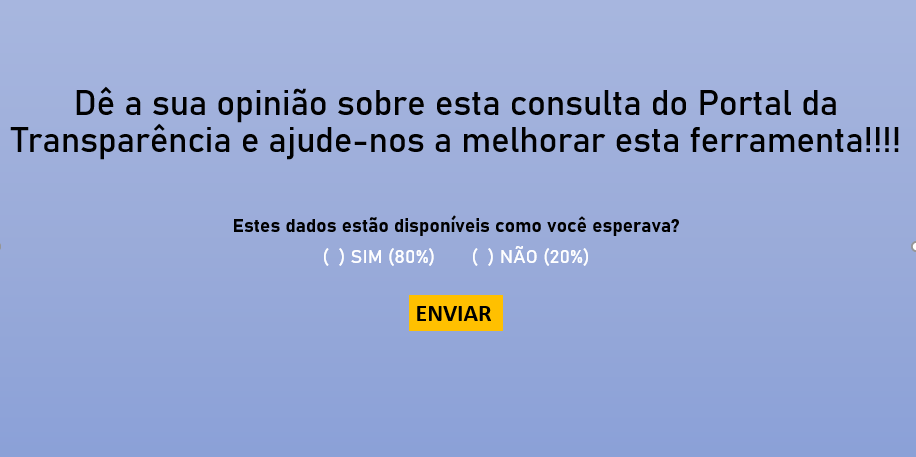 Dê a sua opinião sobre esta consulta do Portal da
Transparência e ajude-nos a melhorar esta ferramenta!!!!
Estes dados estão disponíveis como você esperava?
( ) SIM (80%) ( ) NÃO (20%)
ENVIAR